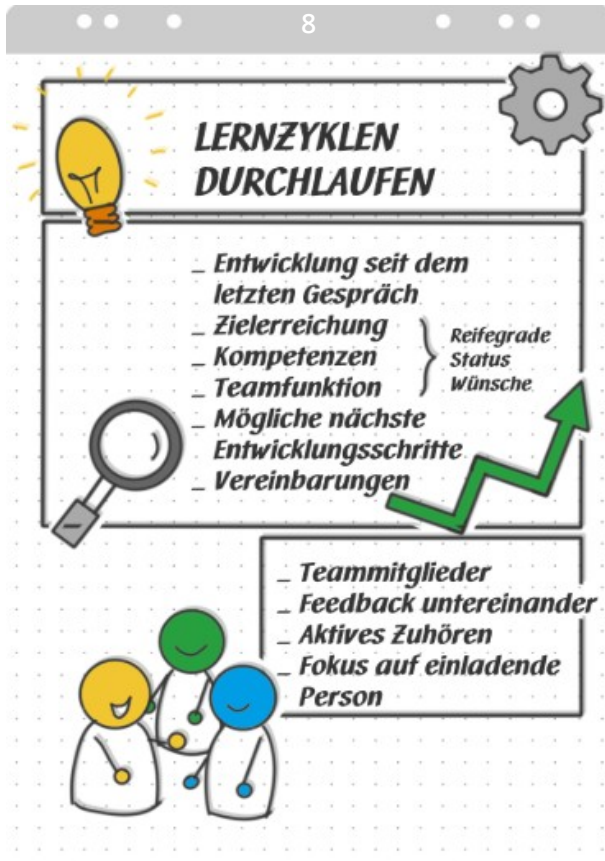 8
LERNZYKLEN
DURCHLAUFEN
_ Entwicklung seit dem
letzten Gespräch
_ Zielerreichung
_ Kompetenzen
_ Teamfunktion
Reifegrade
Status
Wünsche
_ Mögliche nächste
Entwicklungsschritte
_ Vereinbarungen
_ Teammitglieder
_ Feedback untereinander
_ Aktives Zuhören
_ Fokus auf einladende
Person